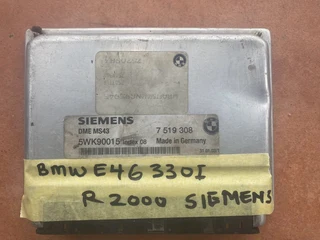 SIEMENS
DME MS43
7 519 308
5WK90015
Made in Germany
BMW E46 330I
R 2000 SIEMENS